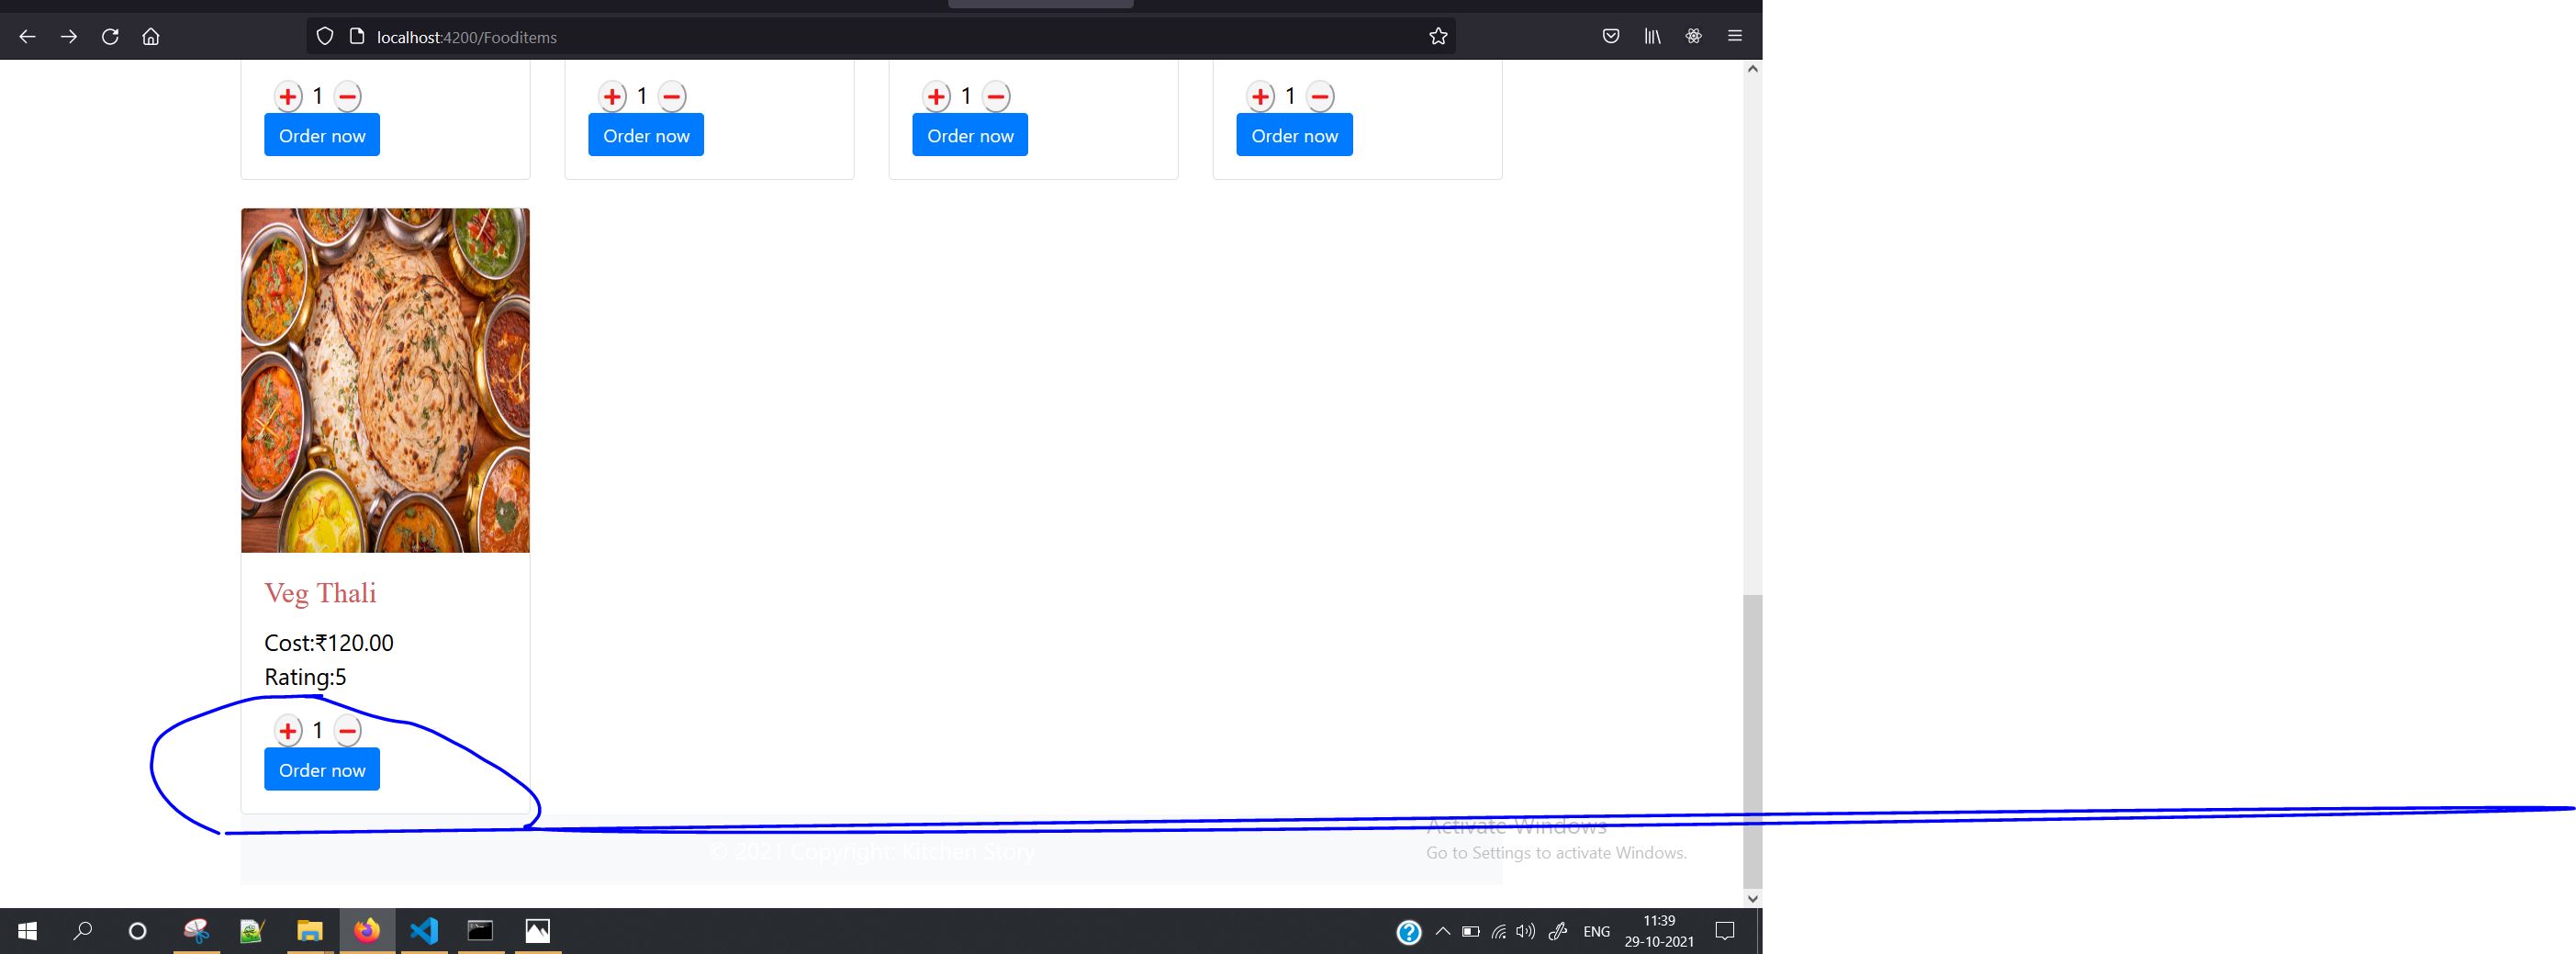 localhost:4200/Fooditems
+ 1 − + 1 − + 1 − + 1 −
Order now Order now Order now Order now
Veg Thali
Cost:₹120.00
Rating:5
+ 1 −
Order now
Activate Windows
© 2021 Copyright: Kitchen Story
Go to Settings to activate Windows.
ENG
11:39
29-10-2021